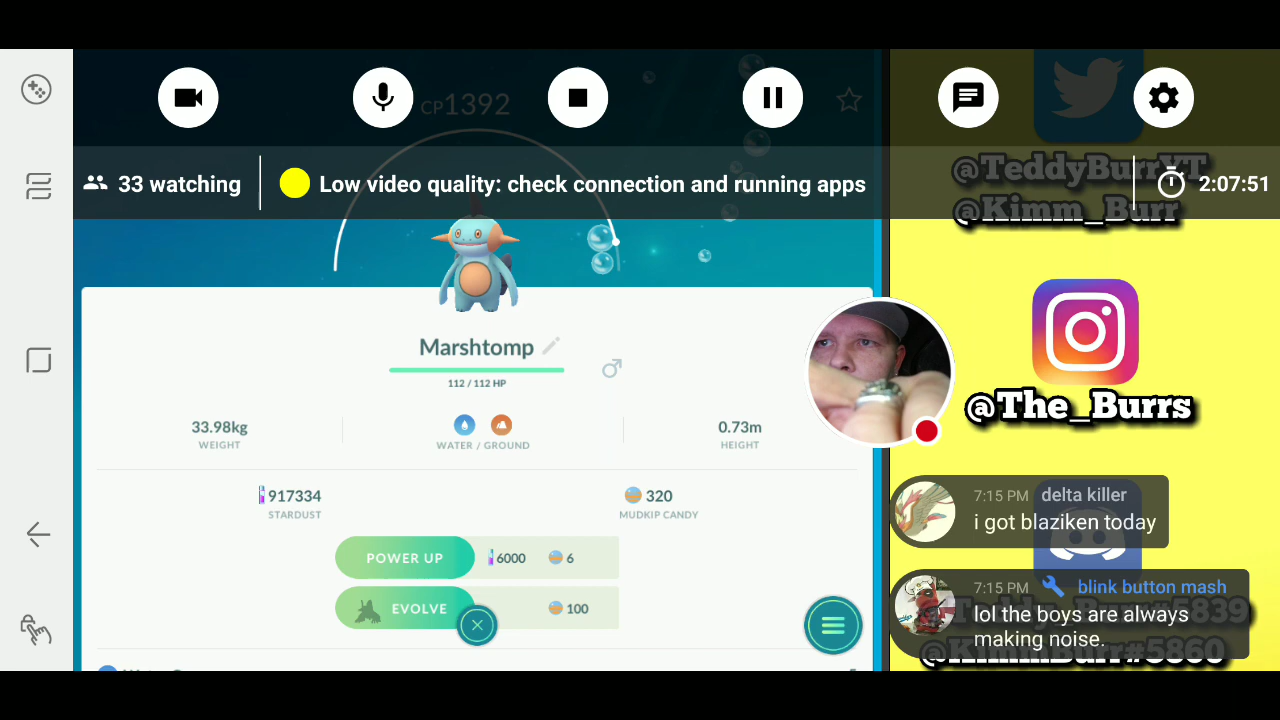 CP1392
33 watching
Low video quality: check connection and running apps
2:07:51
@TeddyBurrYT
@Kimm_Burr
Marshtomp
112 / 112 HP
33.98kg
WEIGHT
WATER / GROUND
0.73m
HEIGHT
917334
STARDUST
320
MUDKIP CANDY
POWER UP
6000
6
EVOLVE
100
@The_Burrs
7:15 PM delta killer
i got blaziken today
7:15 PM blink button mash
lol the boys are always
making noise.
@KimmBurr#5860